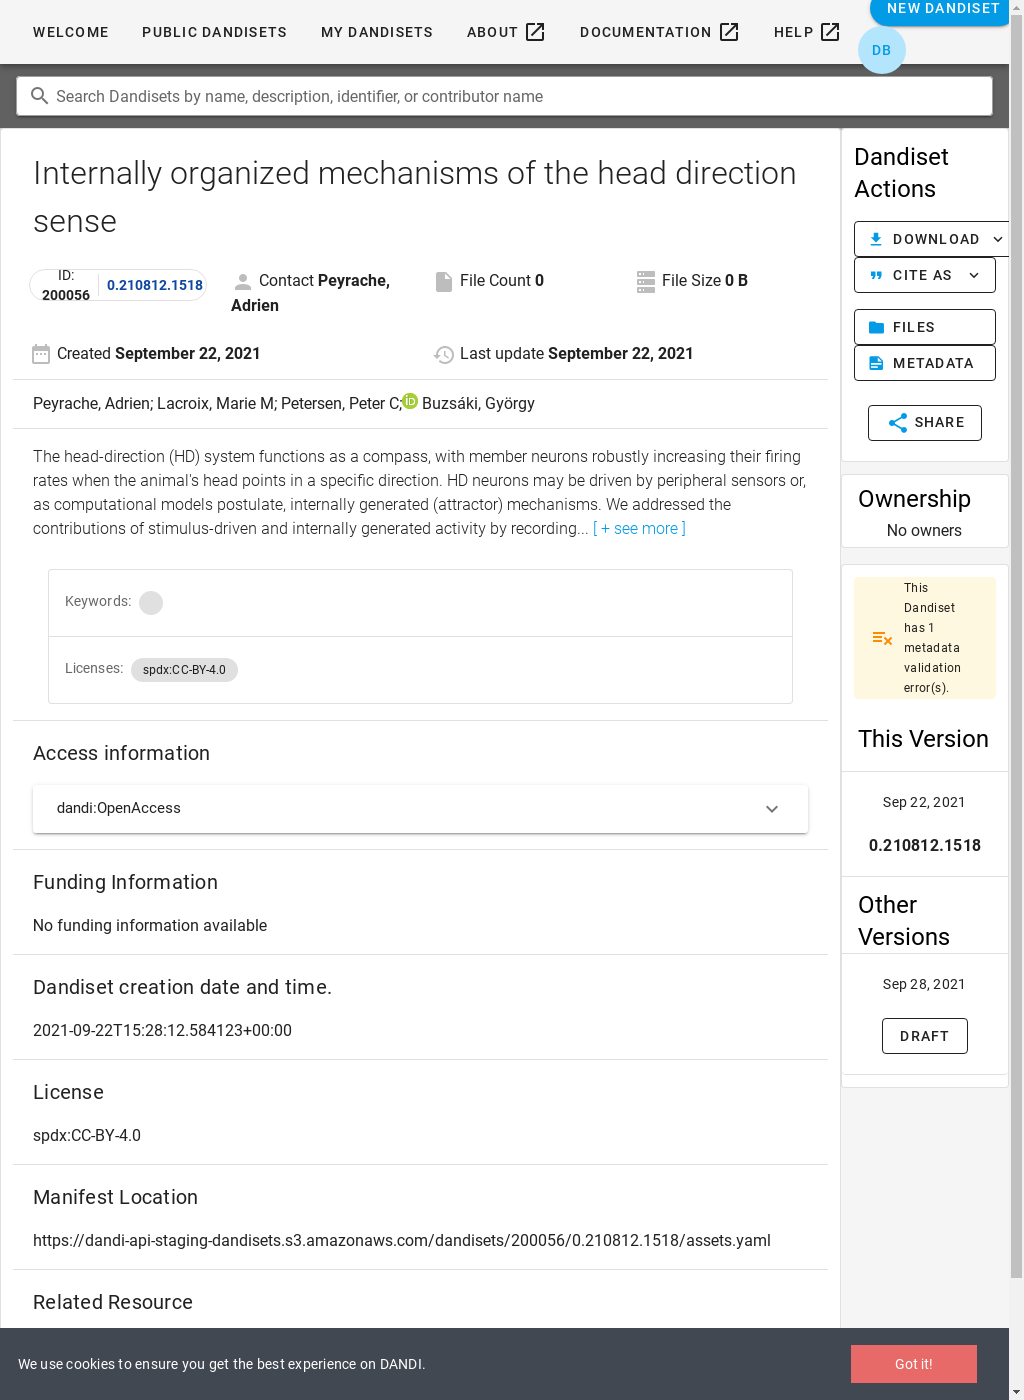 WELCOME PUBLIC DANDISETS MY DANDISETS ABOUT DOCUMENTATION HELP NEW DANDISET
DB
Search Dandisets by name, description, identifier, or contributor name
Internally organized mechanisms of the head direction
sense
ID:
200056
0.210812.1518
Contact Peyrache,
Adrien
File Count 0
File Size 0 B
Created September 22, 2021
Last update September 22, 2021
Peyrache, Adrien; Lacroix, Marie M; Petersen, Peter C; iD Buzsáki, György
The head-direction (HD) system functions as a compass, with member neurons robustly increasing their firing
rates when the animal's head points in a specific direction. HD neurons may be driven by peripheral sensors or,
as computational models postulate, internally generated (attractor) mechanisms. We addressed the
contributions of stimulus-driven and internally generated activity by recording... [ + see more ]
Keywords:
Licenses: spdx:CC-BY-4.0
Access information
dandi:OpenAccess
Funding Information
No funding information available
Dandiset creation date and time.
2021-09-22T15:28:12.584123+00:00
License
spdx:CC-BY-4.0
Manifest Location
https://dandi-api-staging-dandisets.s3.amazonaws.com/dandisets/200056/0.210812.1518/assets.yaml
Related Resource
Dandiset
Actions
DOWNLOAD
CITE AS
FILES
METADATA
SHARE
Ownership
No owners
This
Dandiset
has 1
metadata
validation
error(s).
This Version
Sep 22, 2021
0.210812.1518
Other
Versions
Sep 28, 2021
DRAFT
We use cookies to ensure you get the best experience on DANDI.
Got it!